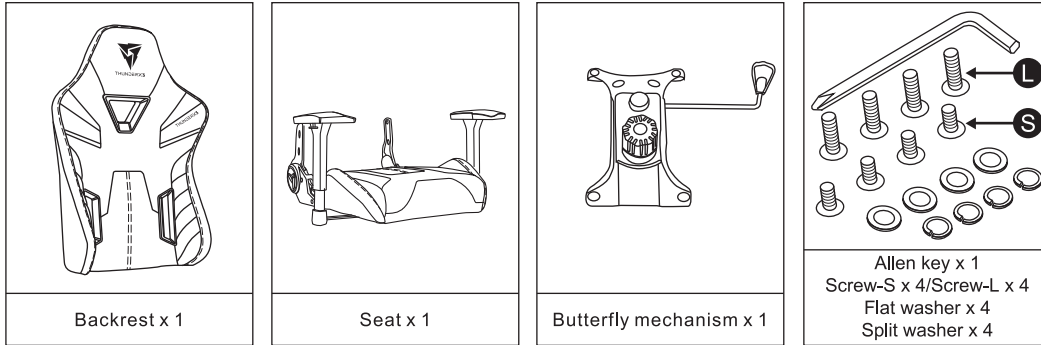 THUNDERX3
THUNDERX3
Backrest x 1
Seat x 1
Butterfly mechanism x 1
L
S
Allen key x 1
Screw-S x 4/Screw-L x 4
Flat washer x 4
Split washer x 4